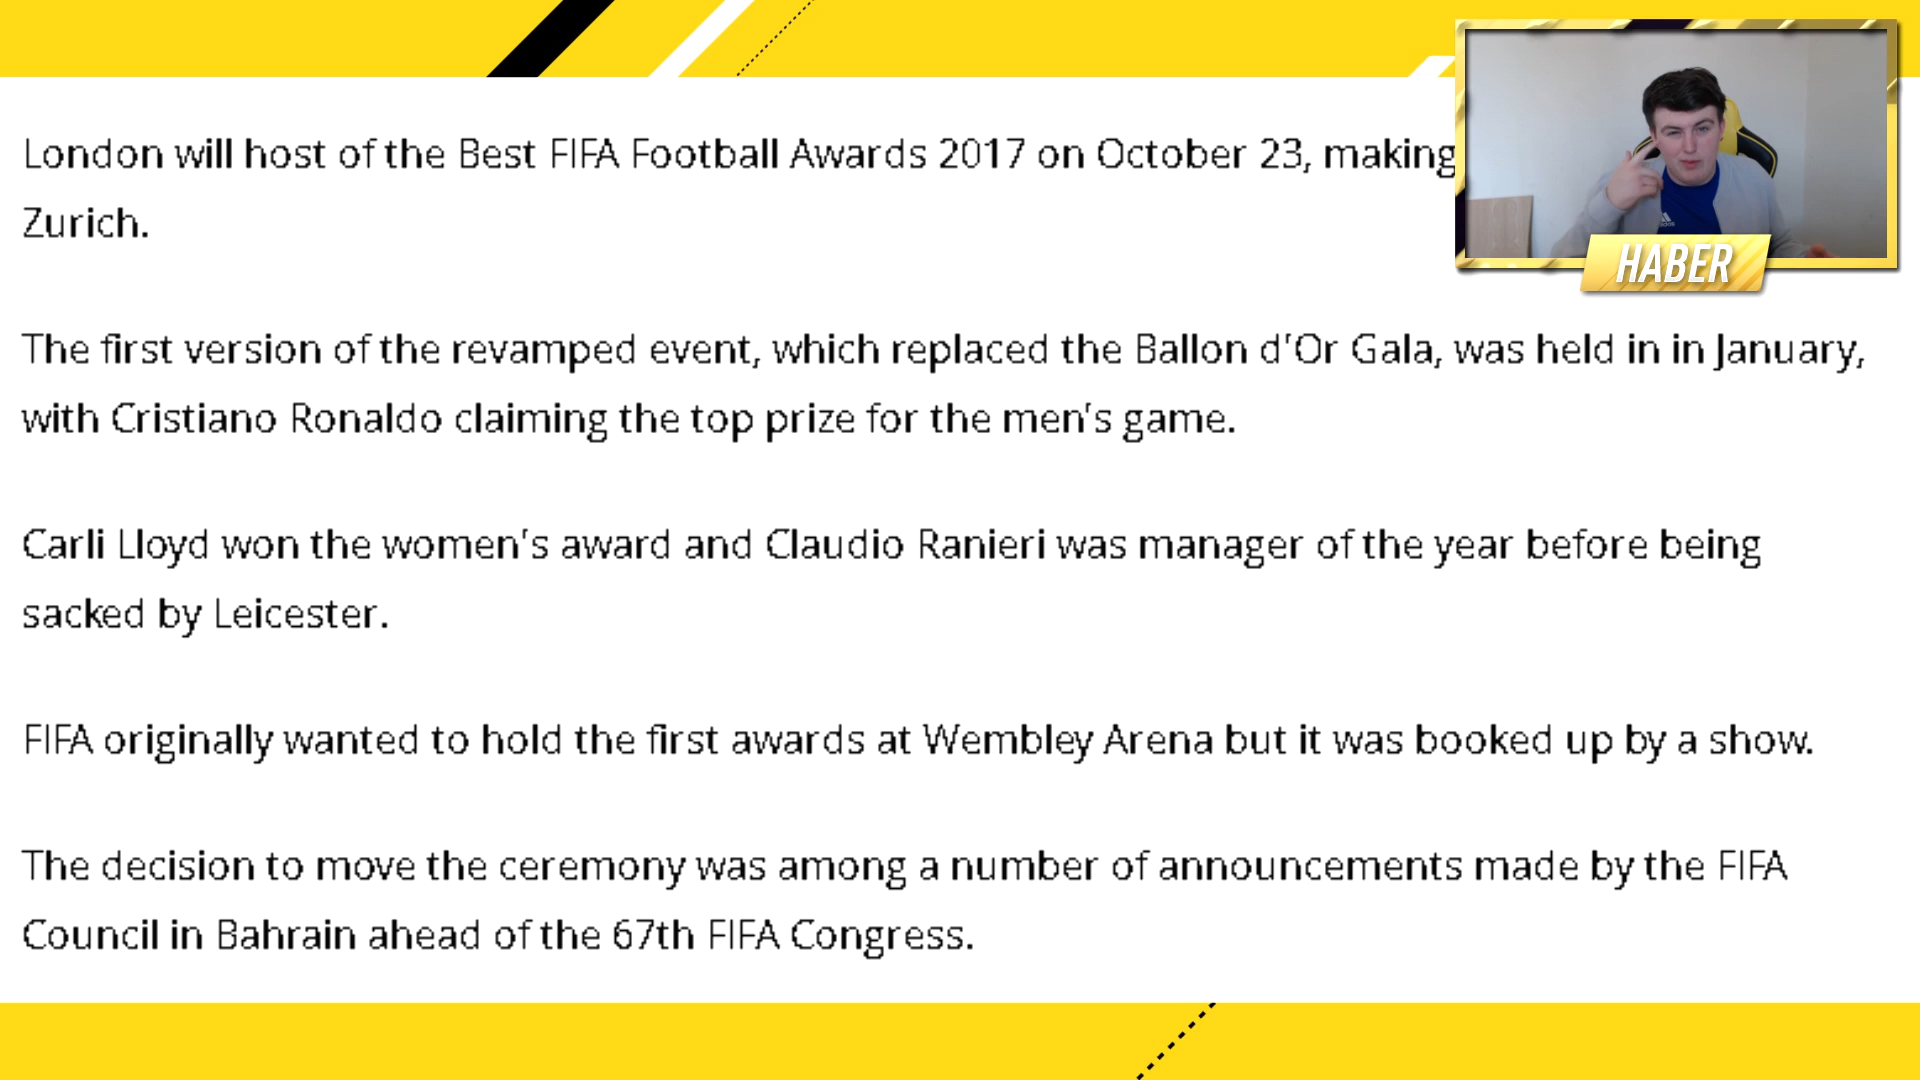 London will host of the Best FIFA Football Awards 2017 on October 23, making
Zurich.
The first version of the revamped event, which replaced the Ballon d'Or Gala, was held in in January,
with Cristiano Ronaldo claiming the top prize for the men's game.
Carli Lloyd won the women's award and Claudio Ranieri was manager of the year before being
sacked by Leicester.
FIFA originally wanted to hold the first awards at Wembley Arena but it was booked up by a show.
The decision to move the ceremony was among a number of announcements made by the FIFA
Council in Bahrain ahead of the 67th FIFA Congress.
HABER
adidas